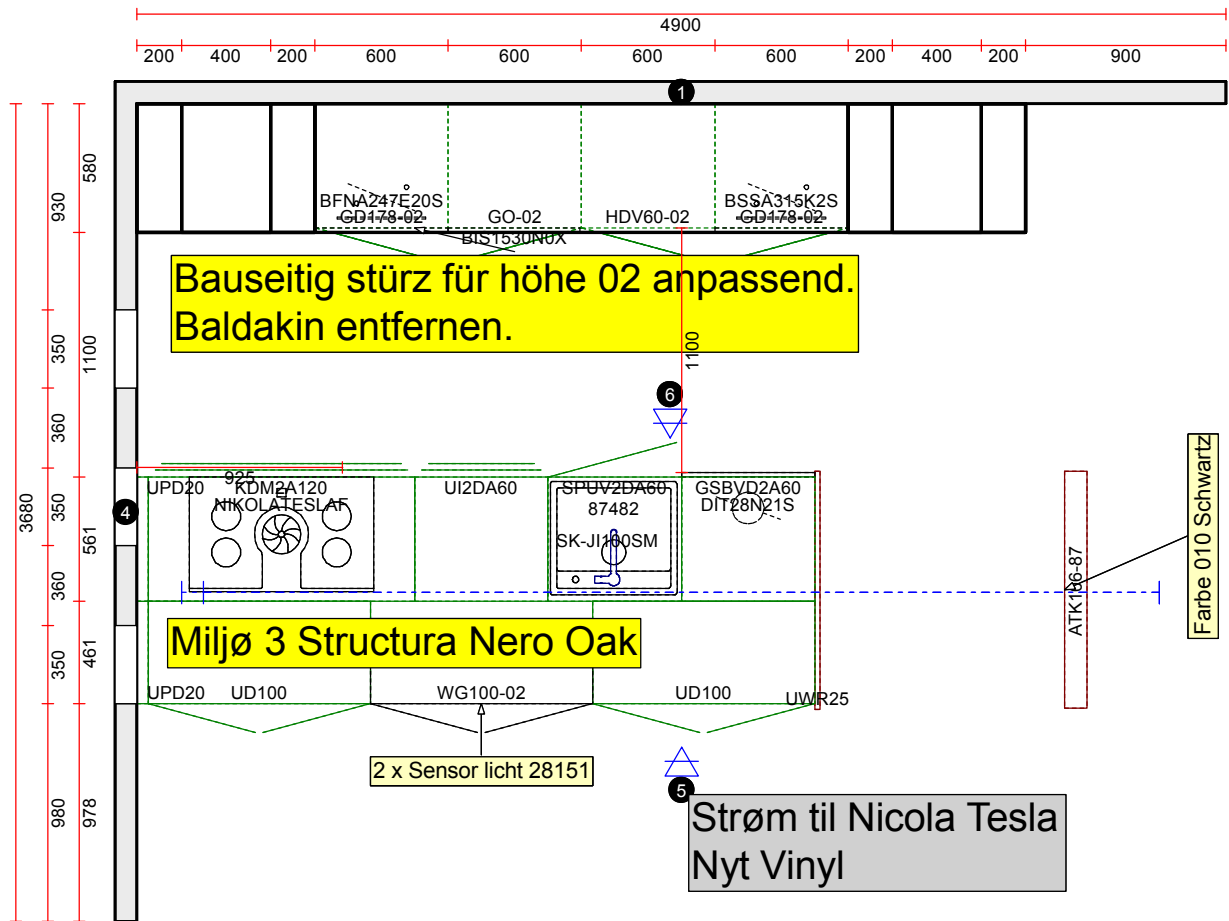 4900
200 400 200 600 600 600 600 200 400 200 900
1
3680
930
350
360
350
360
350
980
580
1100
561
461
978
BFNA247E20S
GD178-02
GO-02
HDV60-02
BSSA315K2S
GD178-02
BIS1530N0X
Bauseitig stürz für höhe 02 anpassend.
Baldakin entfernen.
1100
6
925
4
UPD20
KDM2A120
NIKOLATESLAF
UI2DA60
SPUV2DA60
87482
SK-JI100SM
GSBVD2A60
DIT28N21S
Farbe 010 Schwartz
ATK186-87
Miljø 3 Structura Nero Oak
UPD20
UD100
WG100-02
UD100
UWR25
2 x Sensor licht 28151
5
Strøm til Nicola Tesla
Nyt Vinyl